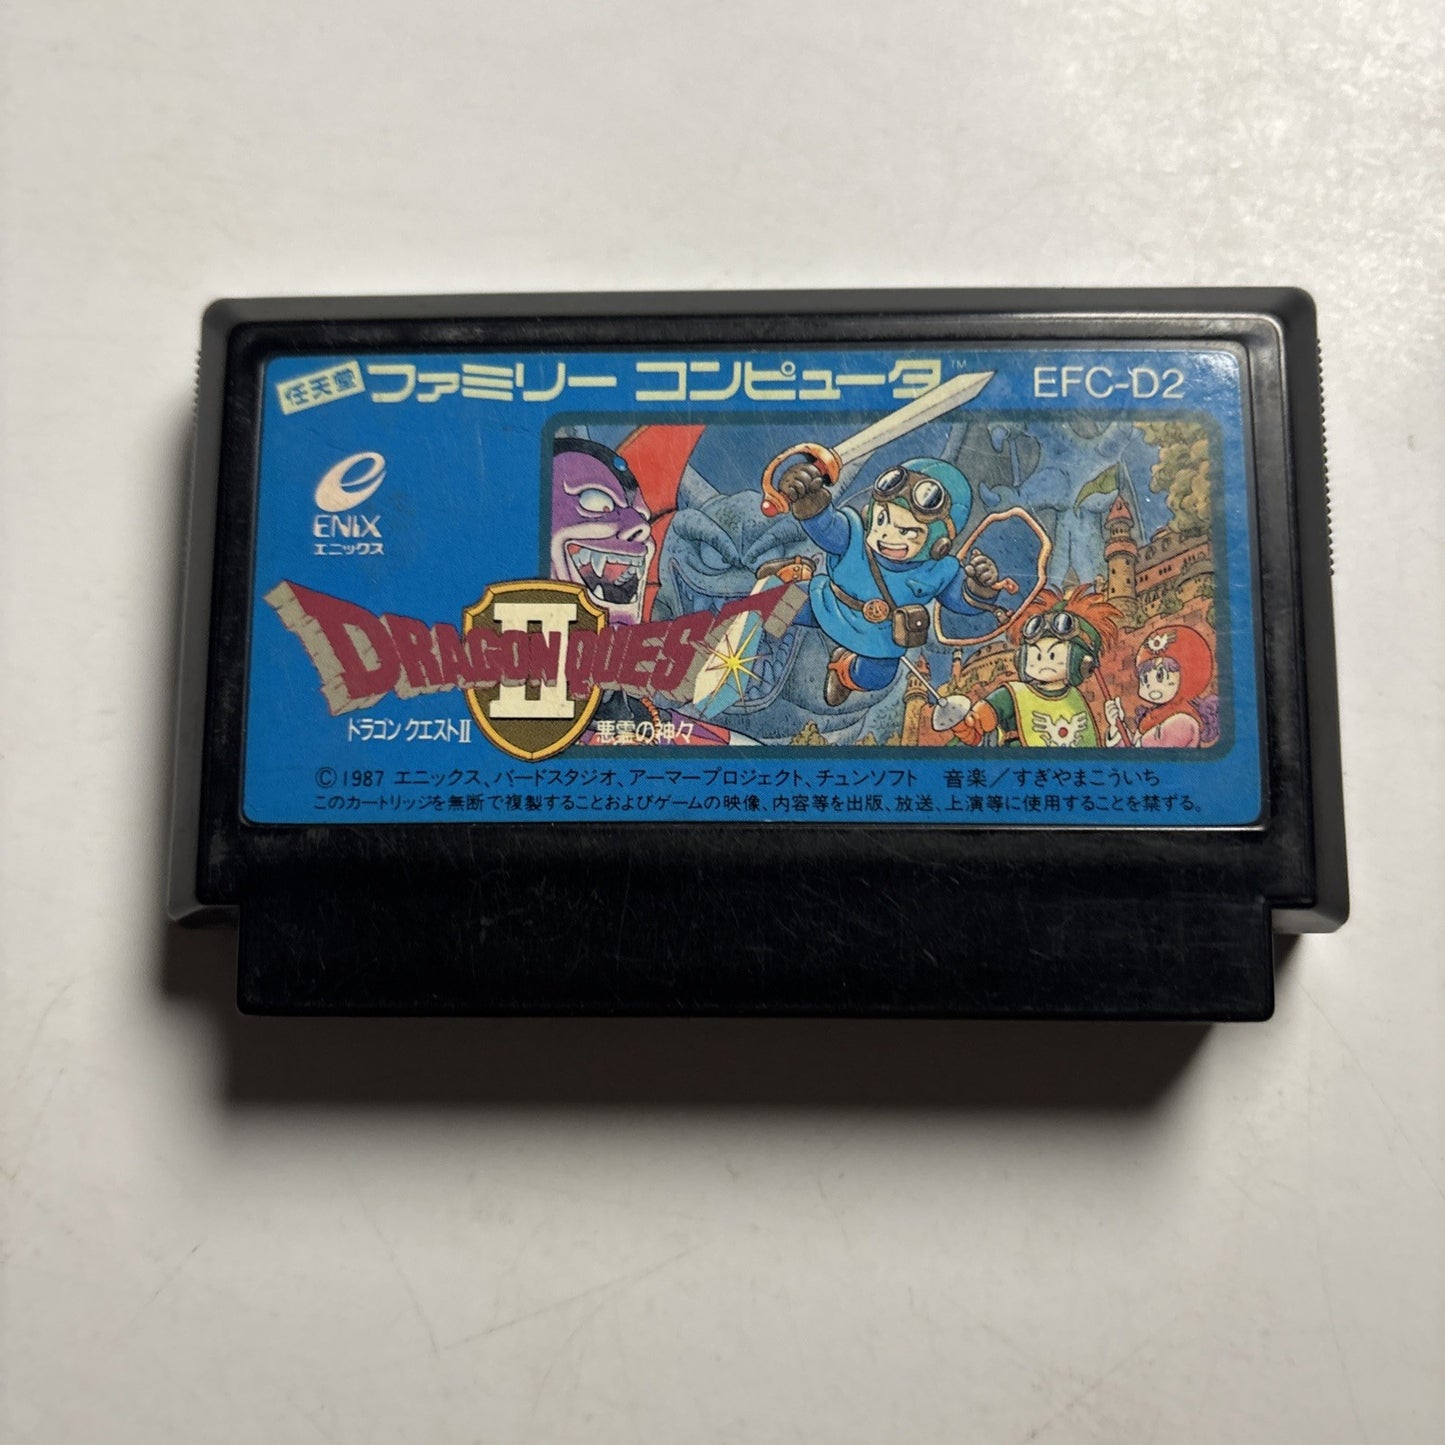 任天堂 ファミリー コンピュータ™ EFC-D2
ENIX
エニックス
DRAGON QUEST
II
ドラゴン クエストII 悪霊の神々
© 1987 エニックス、バードスタジオ、アーマープロジェクト、チュンソフト 音楽／すぎやまこういち
このカートリッジを無断で複製することおよびゲームの映像、内容等を出版、放送、上演等に使用することを禁ずる。